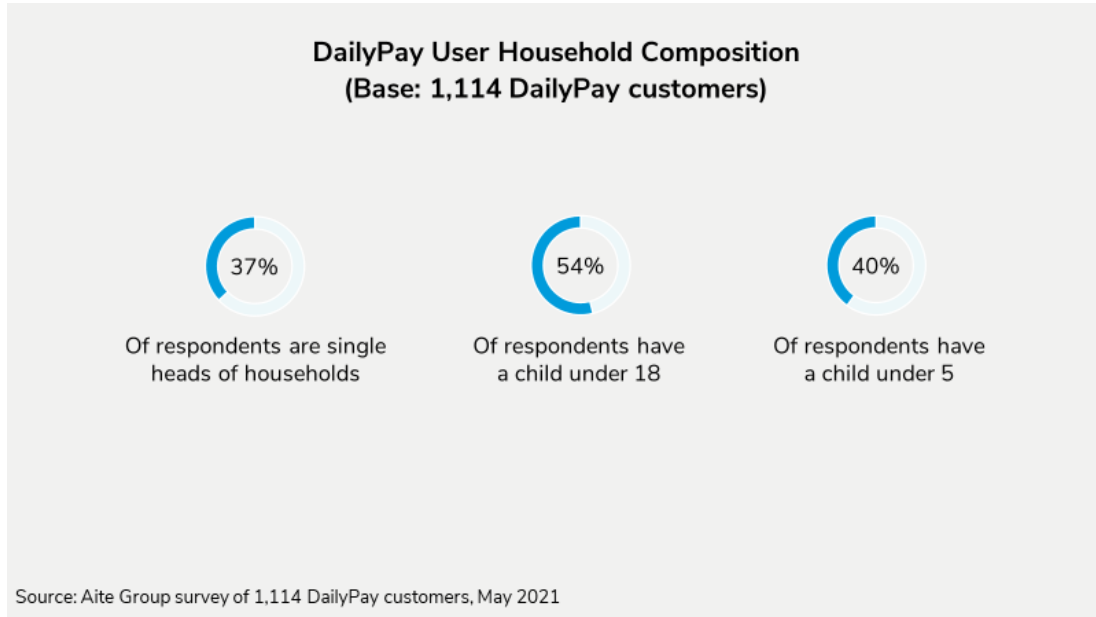 DailyPay User Household Composition
(Base: 1,114 DailyPay customers)
37%
Of respondents are single
heads of households
54%
Of respondents have
a child under 18
40%
Of respondents have
a child under 5
Source: Aite Group survey of 1,114 DailyPay customers, May 2021